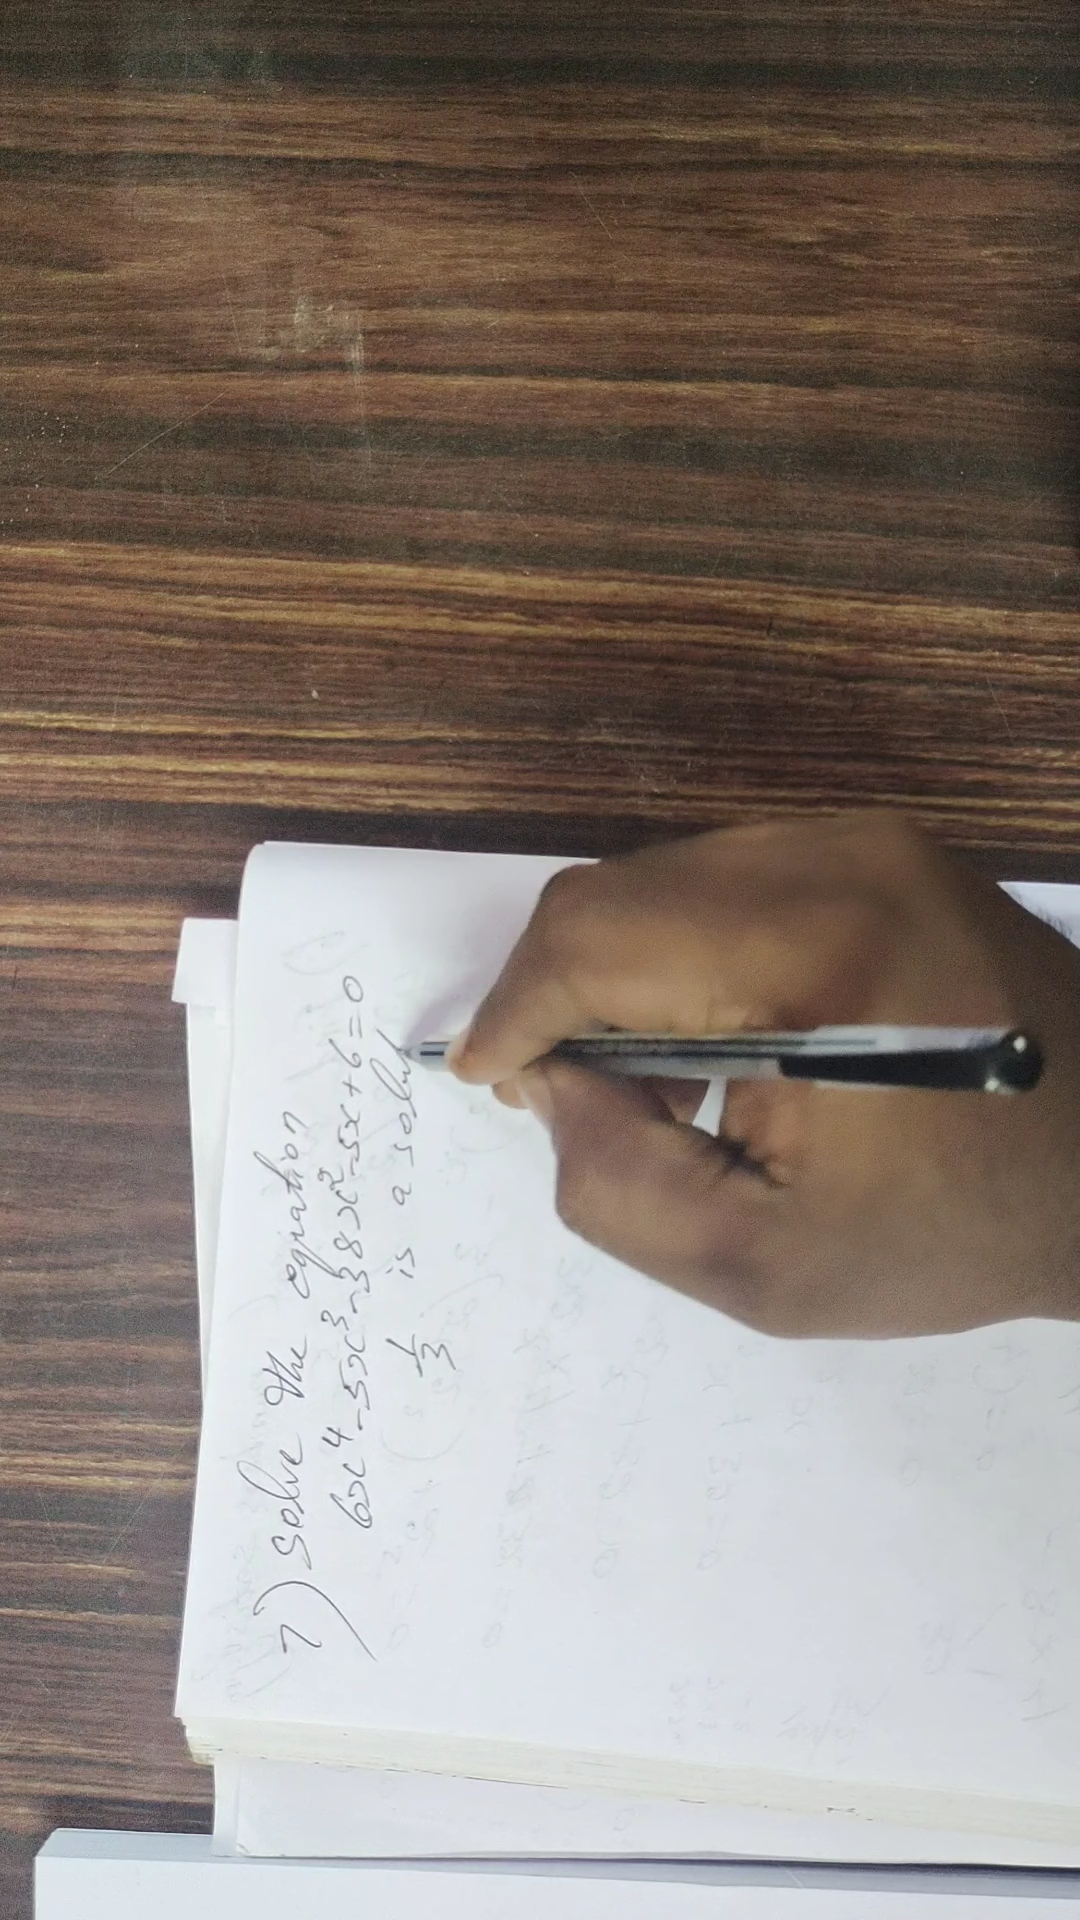 7) Solve the equation
6x⁴-5x³-38x²-5x+6=0
1/3 is a solu